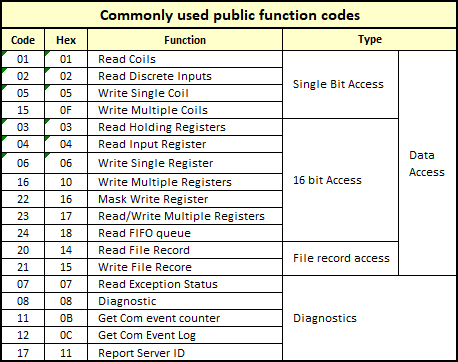 Commonly used public function codes
Code Hex Function Type
01 01 Read Coils
02 02 Read Discrete Inputs
05 05 Write Single Coil
15 0F Write Multiple Coils
Single Bit Access
03 03 Read Holding Registers
04 04 Read Input Register
06 06 Write Single Register
16 10 Write Multiple Registers
22 16 Mask Write Register
23 17 Read/Write Multiple Registers
24 18 Read FIFO queue
16 bit Access
20 14 Read File Record
21 15 Write File Recore
File record access
Data
Access
07 07 Read Exception Status
08 08 Diagnostic
11 0B Get Com event counter
12 0C Get Com Event Log
17 11 Report Server ID
Diagnostics